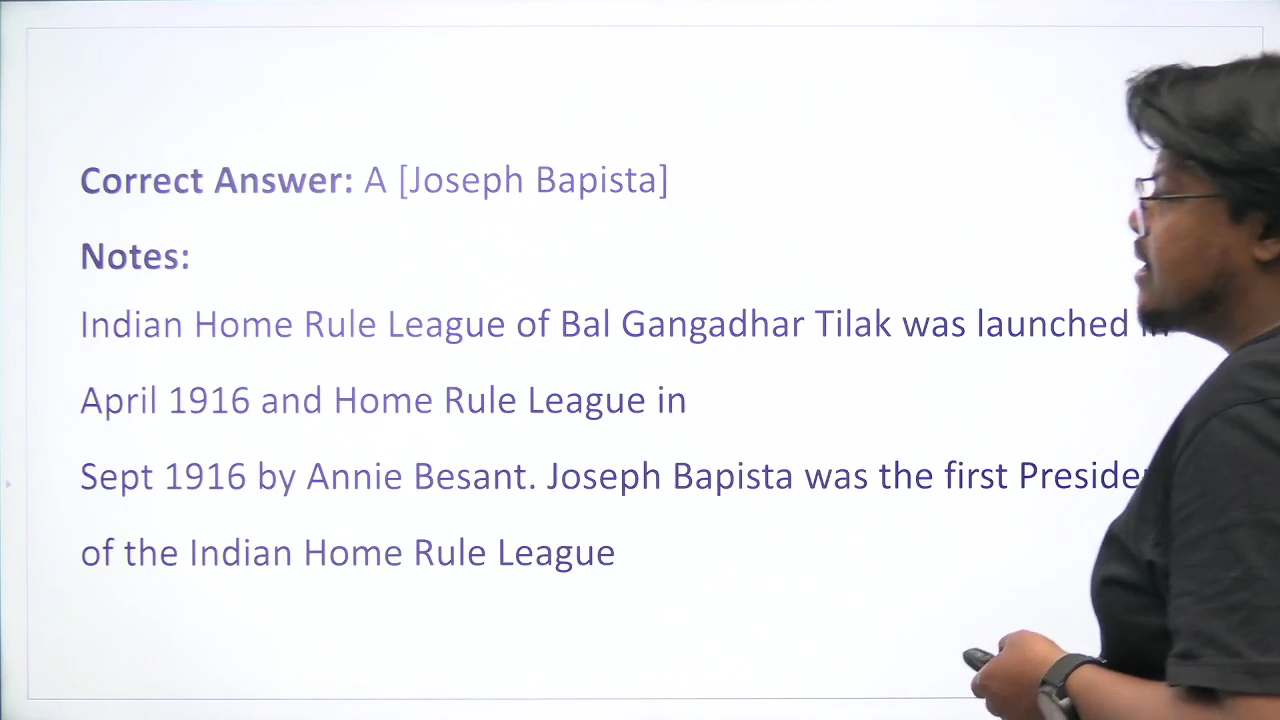 Correct Answer: A [Joseph Bapista]
Notes:
Indian Home Rule League of Bal Gangadhar Tilak was launched in
April 1916 and Home Rule League in
Sept 1916 by Annie Besant. Joseph Bapista was the first
of the Indian Home Rule League